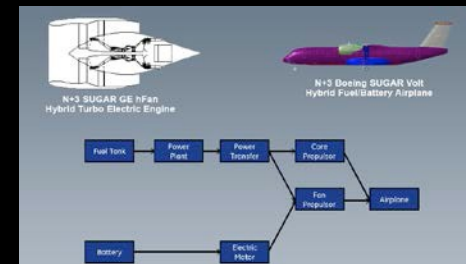 N+3 SUGAR GE hFan
Hybrid Turbo Electric Engine
N+3 Boeing SUGAR Volt
Hybrid Fuel/Battery Airplane
Fuel Tank
Power
Plant
Power
Transfer
Core
Propulsor
Fan
Propulsor
Airplane
Battery
Electric
Motor